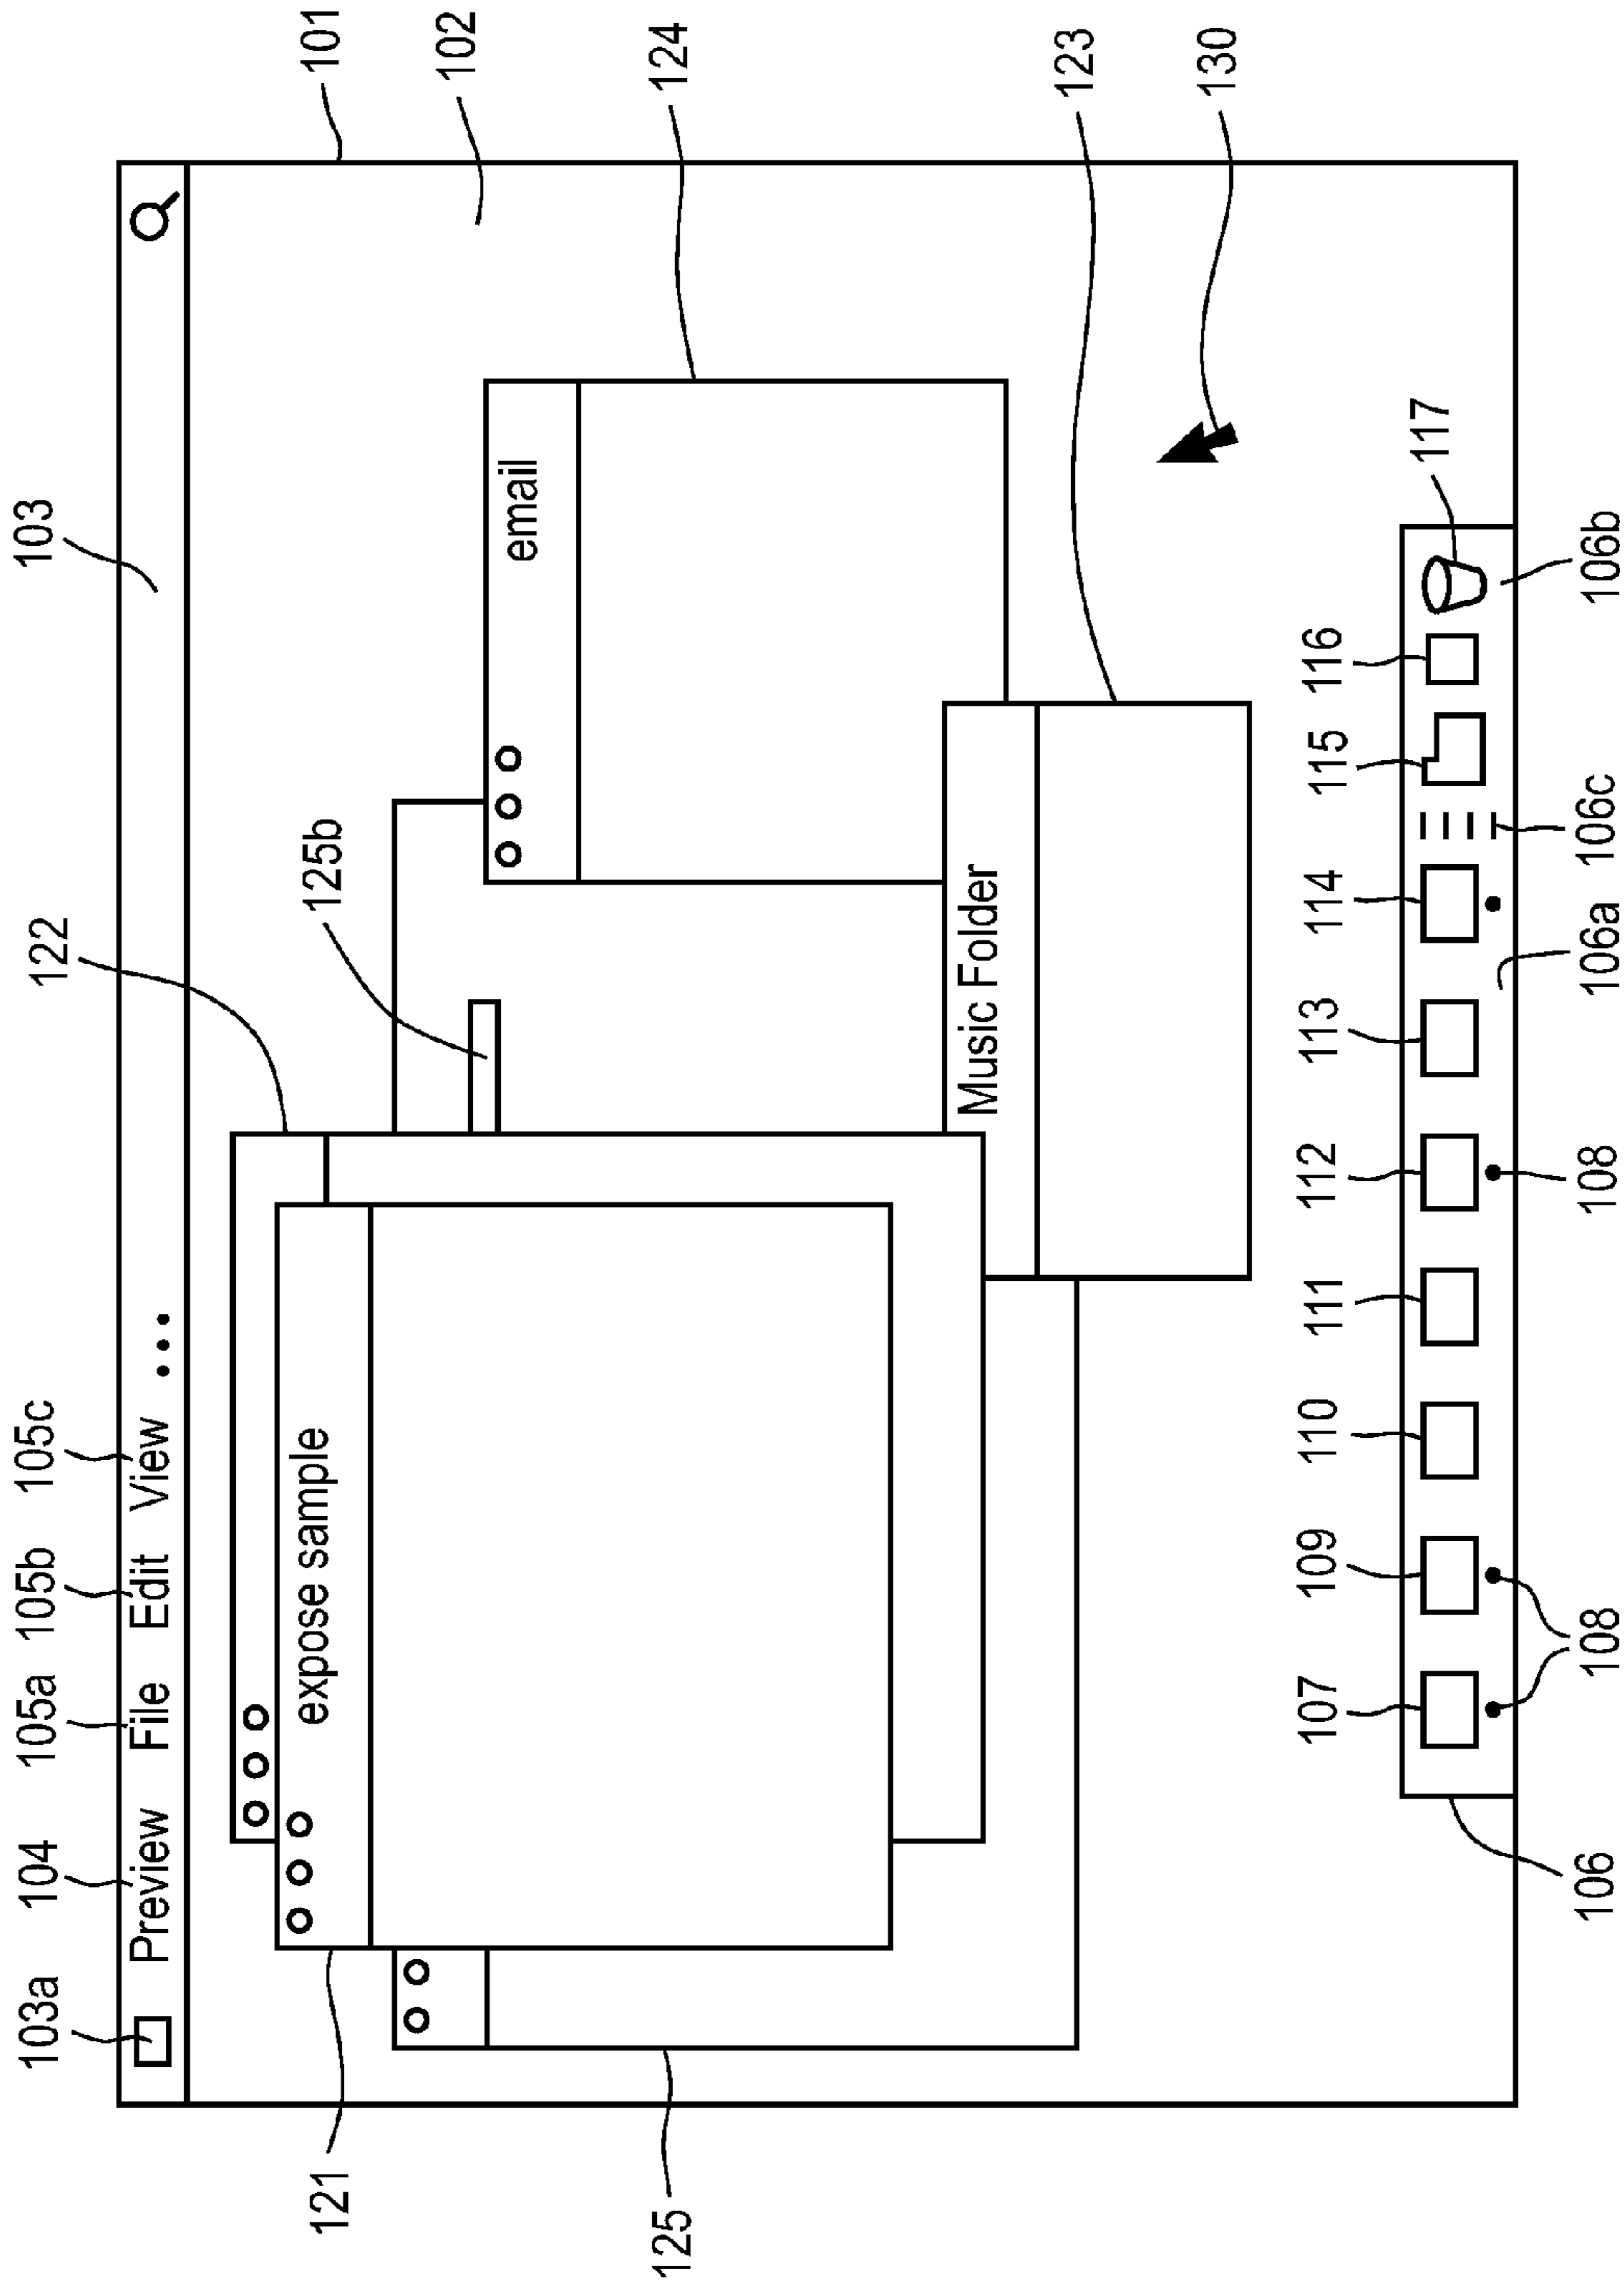 103
101
102
124
123
130
103a
104
105a
105b
105c
Preview File Edit View ...
122
125b
expose sample
email
Music Folder
121
125
107
109
110
111
112
113
114
115
116
117
106
108
108
106a
106c
106b